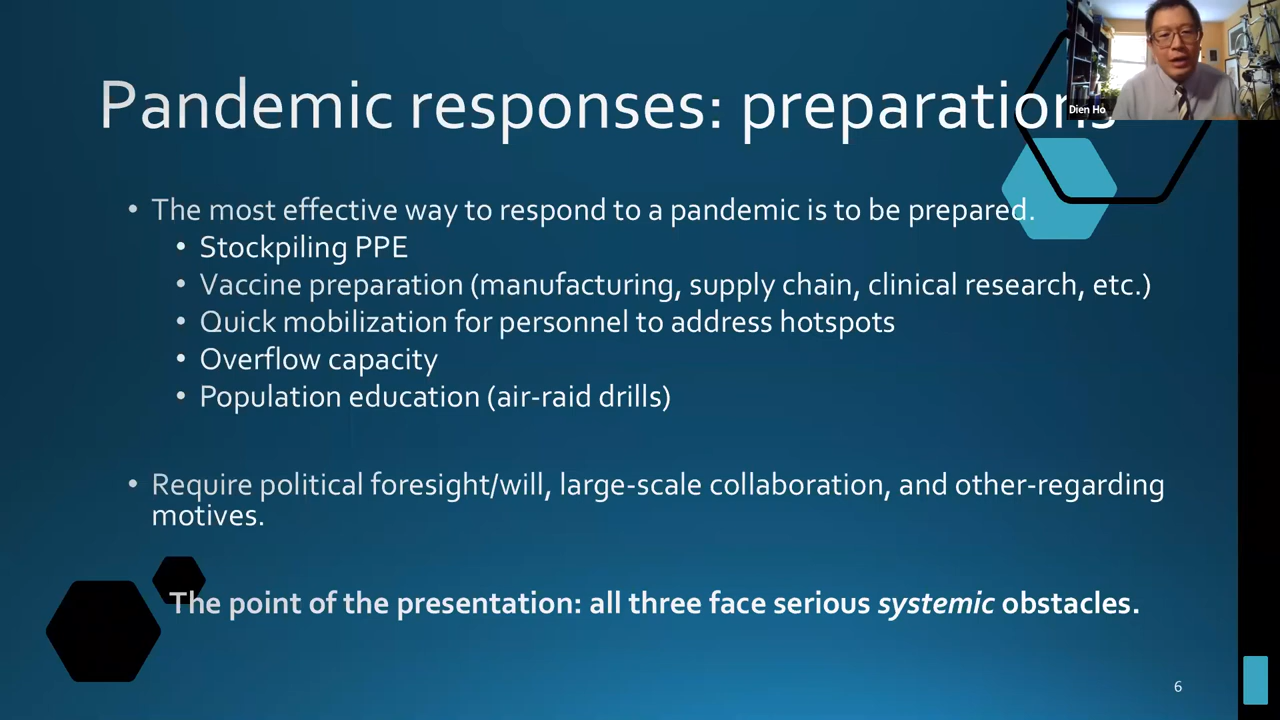 Pandemic responses: preparations
Dien Ho
• The most effective way to respond to a pandemic is to be prepared.
• Stockpiling PPE
• Vaccine preparation (manufacturing, supply chain, clinical research, etc.)
• Quick mobilization for personnel to address hotspots
• Overflow capacity
• Population education (air-raid drills)
• Require political foresight/will, large-scale collaboration, and other-regarding
motives.
The point of the presentation: all three face serious systemic obstacles.
6